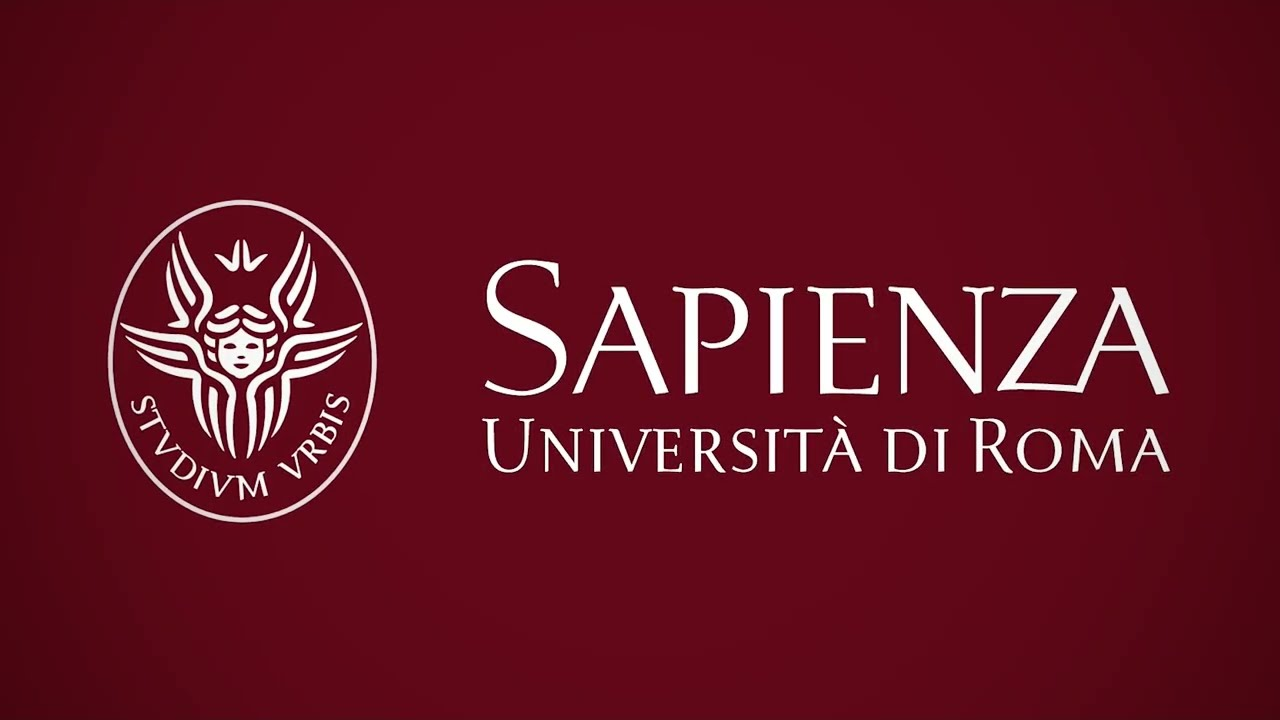 STVDIVM VRBIS
SAPIENZA
UNIVERSITÀ DI ROMA